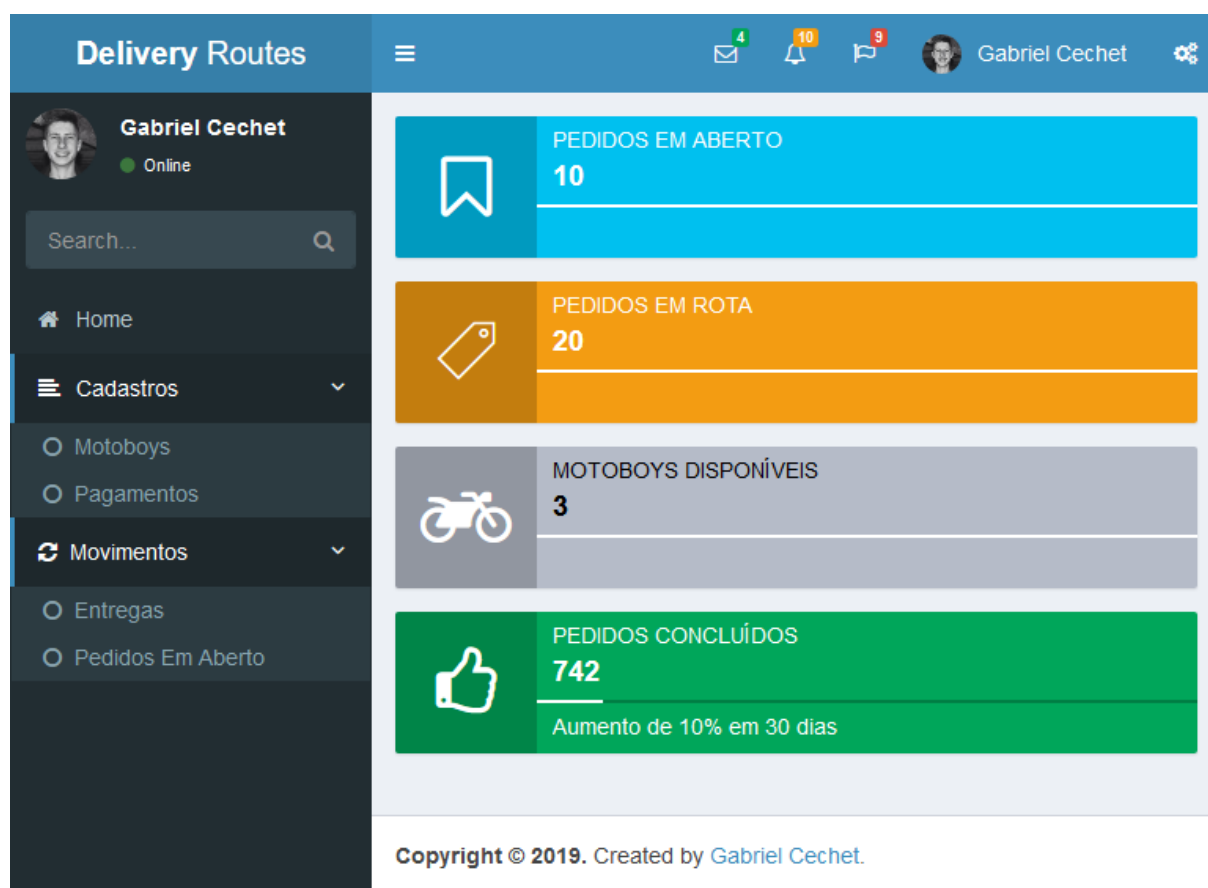 Delivery Routes
4
10
9
Gabriel Cechet
Gabriel Cechet
Online
Search...
Home
Cadastros
Motoboys
Pagamentos
Movimentos
Entregas
Pedidos Em Aberto
PEDIDOS EM ABERTO
10
PEDIDOS EM ROTA
20
MOTOBOYS DISPONÍVEIS
3
PEDIDOS CONCLUÍDOS
742
Aumento de 10% em 30 dias
Copyright © 2019. Created by Gabriel Cechet.